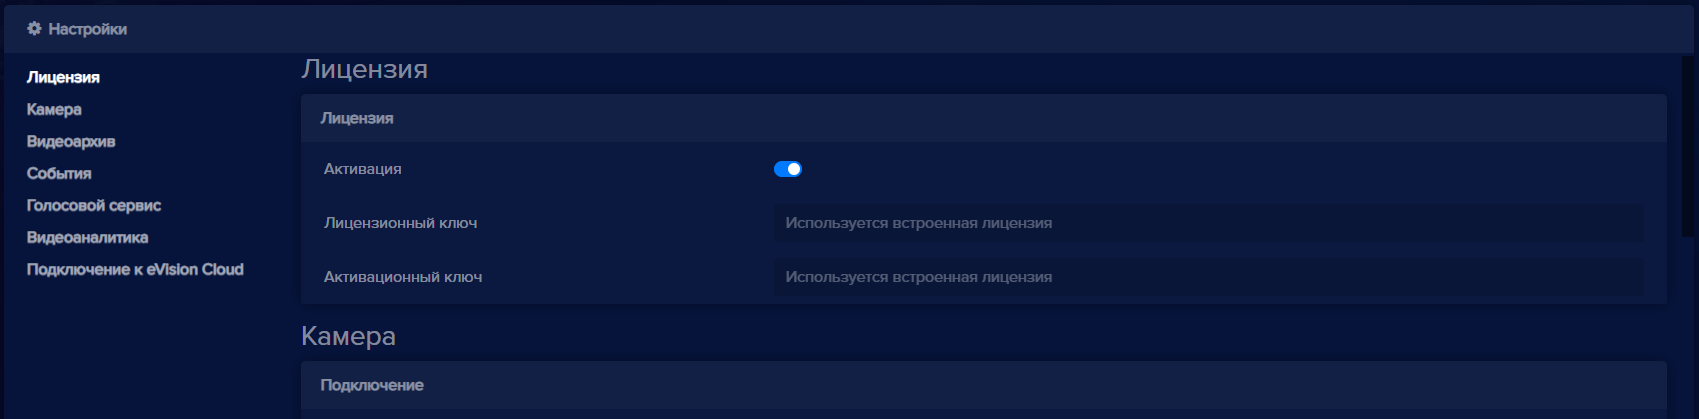 Настройки
Лицензия
Камера
Видеоархив
События
Голосовой сервис
Видеоаналитика
Подключение к eVision Cloud
Лицензия
Лицензия
Активация
Лицензионный ключ
Используется встроенная лицензия
Активационный ключ
Используется встроенная лицензия
Камера
Подключение